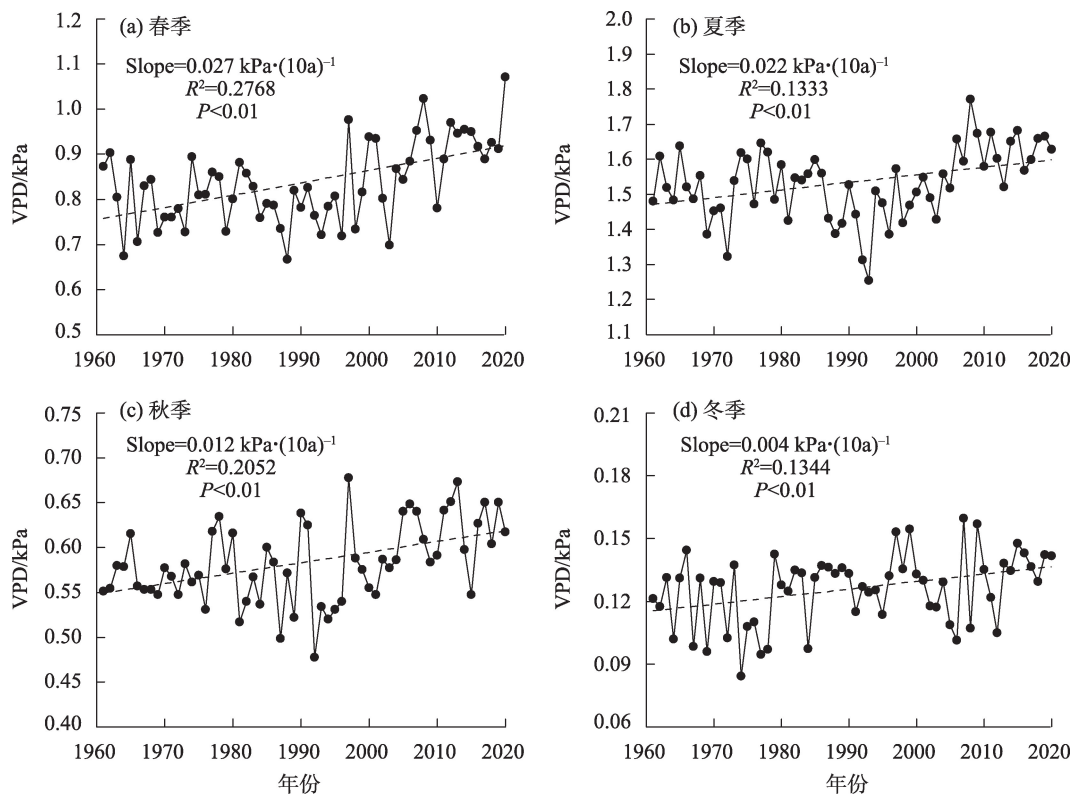 (a) 春季
Slope=0.027 kPa·(10a)⁻¹
R²=0.2768
P<0.01
VPD/kPa
1.2
1.1
1.0
0.9
0.8
0.7
0.6
0.5
1960 1970 1980 1990 2000 2010 2020
(b) 夏季
Slope=0.022 kPa·(10a)⁻¹
R²=0.1333
P<0.01
VPD/kPa
2.0
1.9
1.8
1.7
1.6
1.5
1.4
1.3
1.2
1.1
1960 1970 1980 1990 2000 2010 2020
(c) 秋季
Slope=0.012 kPa·(10a)⁻¹
R²=0.2052
P<0.01
VPD/kPa
0.75
0.70
0.65
0.60
0.55
0.50
0.45
0.40
1960 1970 1980 1990 2000 2010 2020
年份
(d) 冬季
Slope=0.004 kPa·(10a)⁻¹
R²=0.1344
P<0.01
VPD/kPa
0.21
0.18
0.15
0.12
0.09
0.06
1960 1970 1980 1990 2000 2010 2020
年份